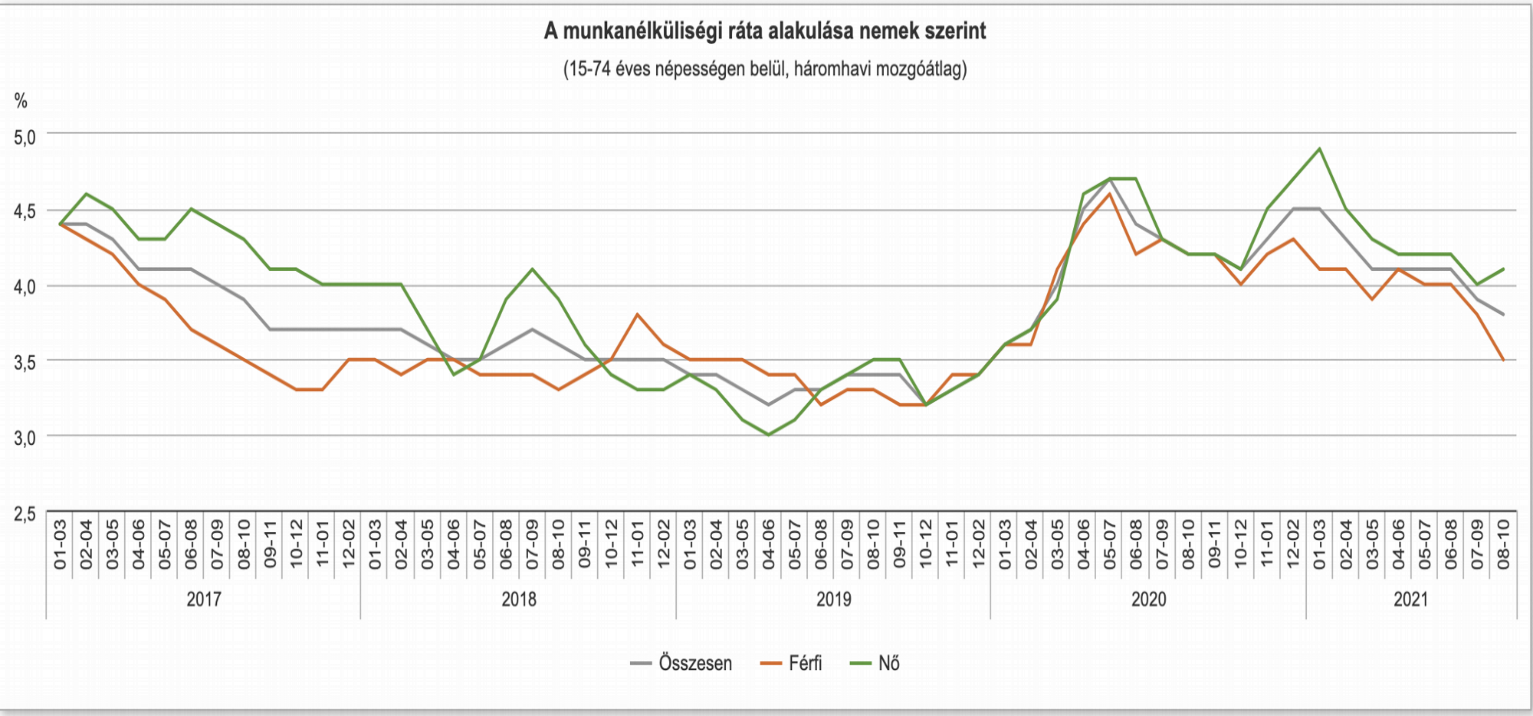 A munkanélküliségi ráta alakulása nemek szerint
(15-74 éves népességen belül, háromhavi mozgóátlag)
%
5,0
4,5
4,0
3,5
3,0
2,5
01-03 02-04 03-05 04-06 05-07 06-08 07-09 08-10 09-11 10-12 11-01 12-02 01-03 02-04 03-05 04-06 05-07 06-08 07-09 08-10 09-11 10-12 11-01 12-02 01-03 02-04 03-05 04-06 05-07 06-08 07-09 08-10 09-11 10-12 11-01 12-02 01-03 02-04 03-05 04-06 05-07 06-08 07-09 08-10 09-11 10-12 11-01 12-02 01-03 02-04 03-05 04-06 05-07 06-08 07-09 08-10
2017 2018 2019 2020 2021
Összesen Férfi Nő